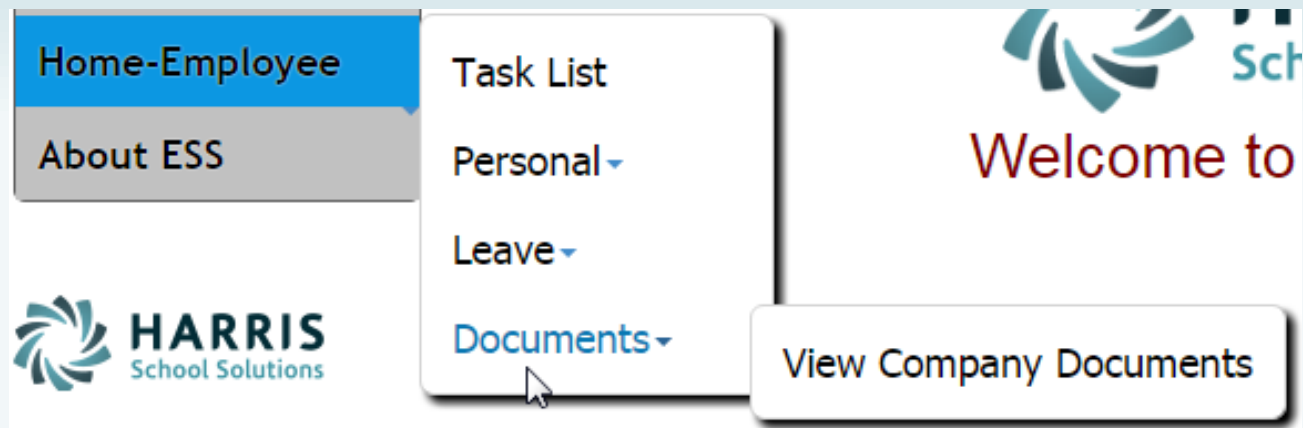 Home-Employee
About ESS
Task List
Personal
Leave
Documents
View Company Documents
Welcome to
HARRIS
School Solutions